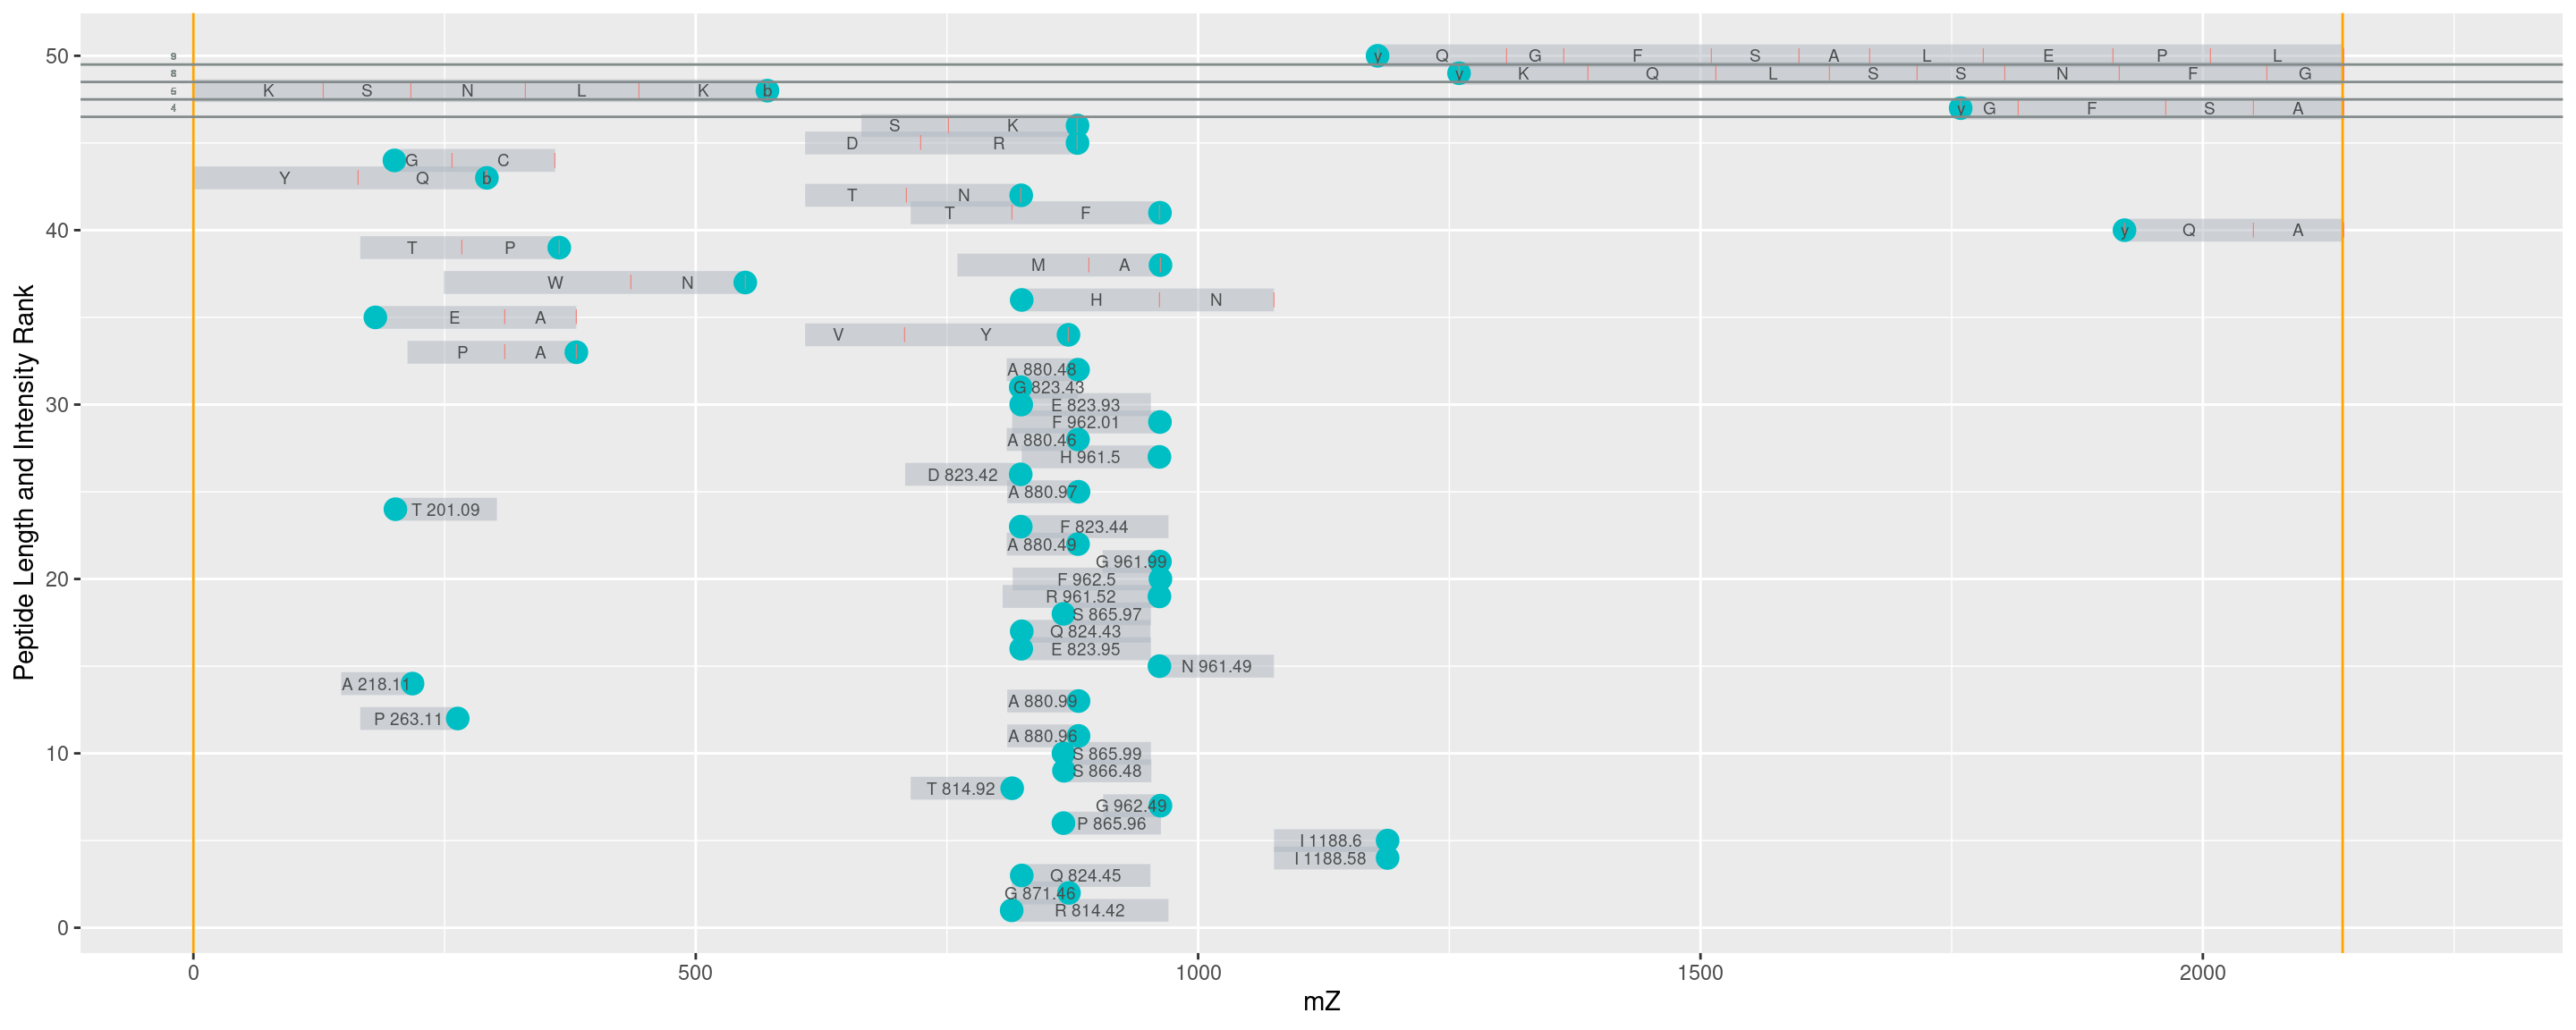 50
9
y Q G F S A L E P L
8
y K Q L S S N F G
5
K S N L K b
4
y G F S A
S K
D R
G C
Y Q b
T N
T F
40
y Q A
T P
M A
W N
H N
E A
V Y
P A
A 880.48
G 823.43
30
E 823.93
F 962.01
A 880.46
H 961.5
D 823.42
A 880.97
T 201.09
F 823.44
A 880.49
G 961.99
20
F 962.5
R 961.52
S 865.97
Q 824.43
E 823.95
N 961.49
A 218.11
A 880.99
P 263.11
A 880.96
10
S 865.99
S 866.48
T 814.92
G 962.49
P 865.96
I 1188.6
I 1188.58
Q 824.45
G 871.46
R 814.42
0
0 500 1000 1500 2000
mZ
Peptide Length and Intensity Rank